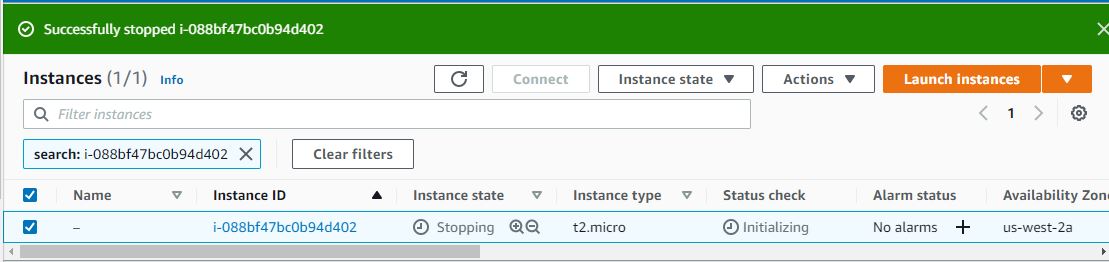 Successfully stopped i-088bf47bc0b94d402
Instances (1/1) Info Connect Instance state Actions Launch instances
Filter instances 1
search: i-088bf47bc0b94d402 Clear filters
Name Instance ID Instance state Instance type Status check Alarm status Availability Zone
– i-088bf47bc0b94d402 Stopping t2.micro Initializing No alarms + us-west-2a